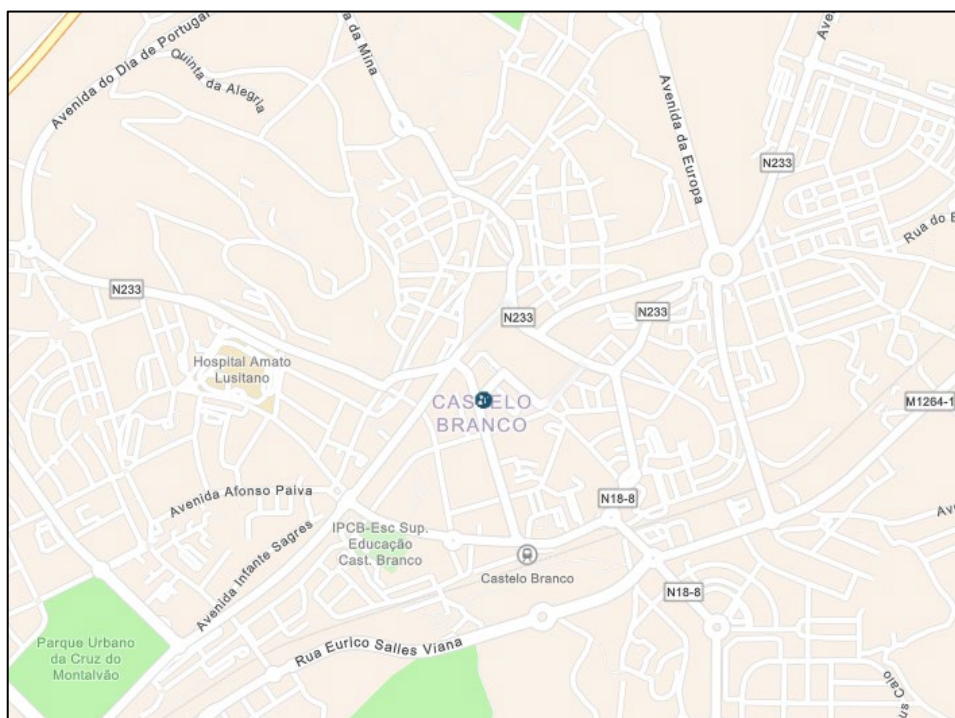 Avenida do Dia de Portugal
Quinta
da Alegria
da Mina
Avenida da Europa
N233
Rua do
N233
N233
N233
Hospital Amato
Lusitano
CASTELO
BRANCO
M1264-1
Avenida Afonso Paiva
N18-8
IPCB-Esc Sup.
Educação
Cast. Branco
Avenida Infante Sagres
Castelo Branco
N18-8
Parque Urbano
da Cruz do
Montalvão
Rua Eurico Salles Viana
Caio